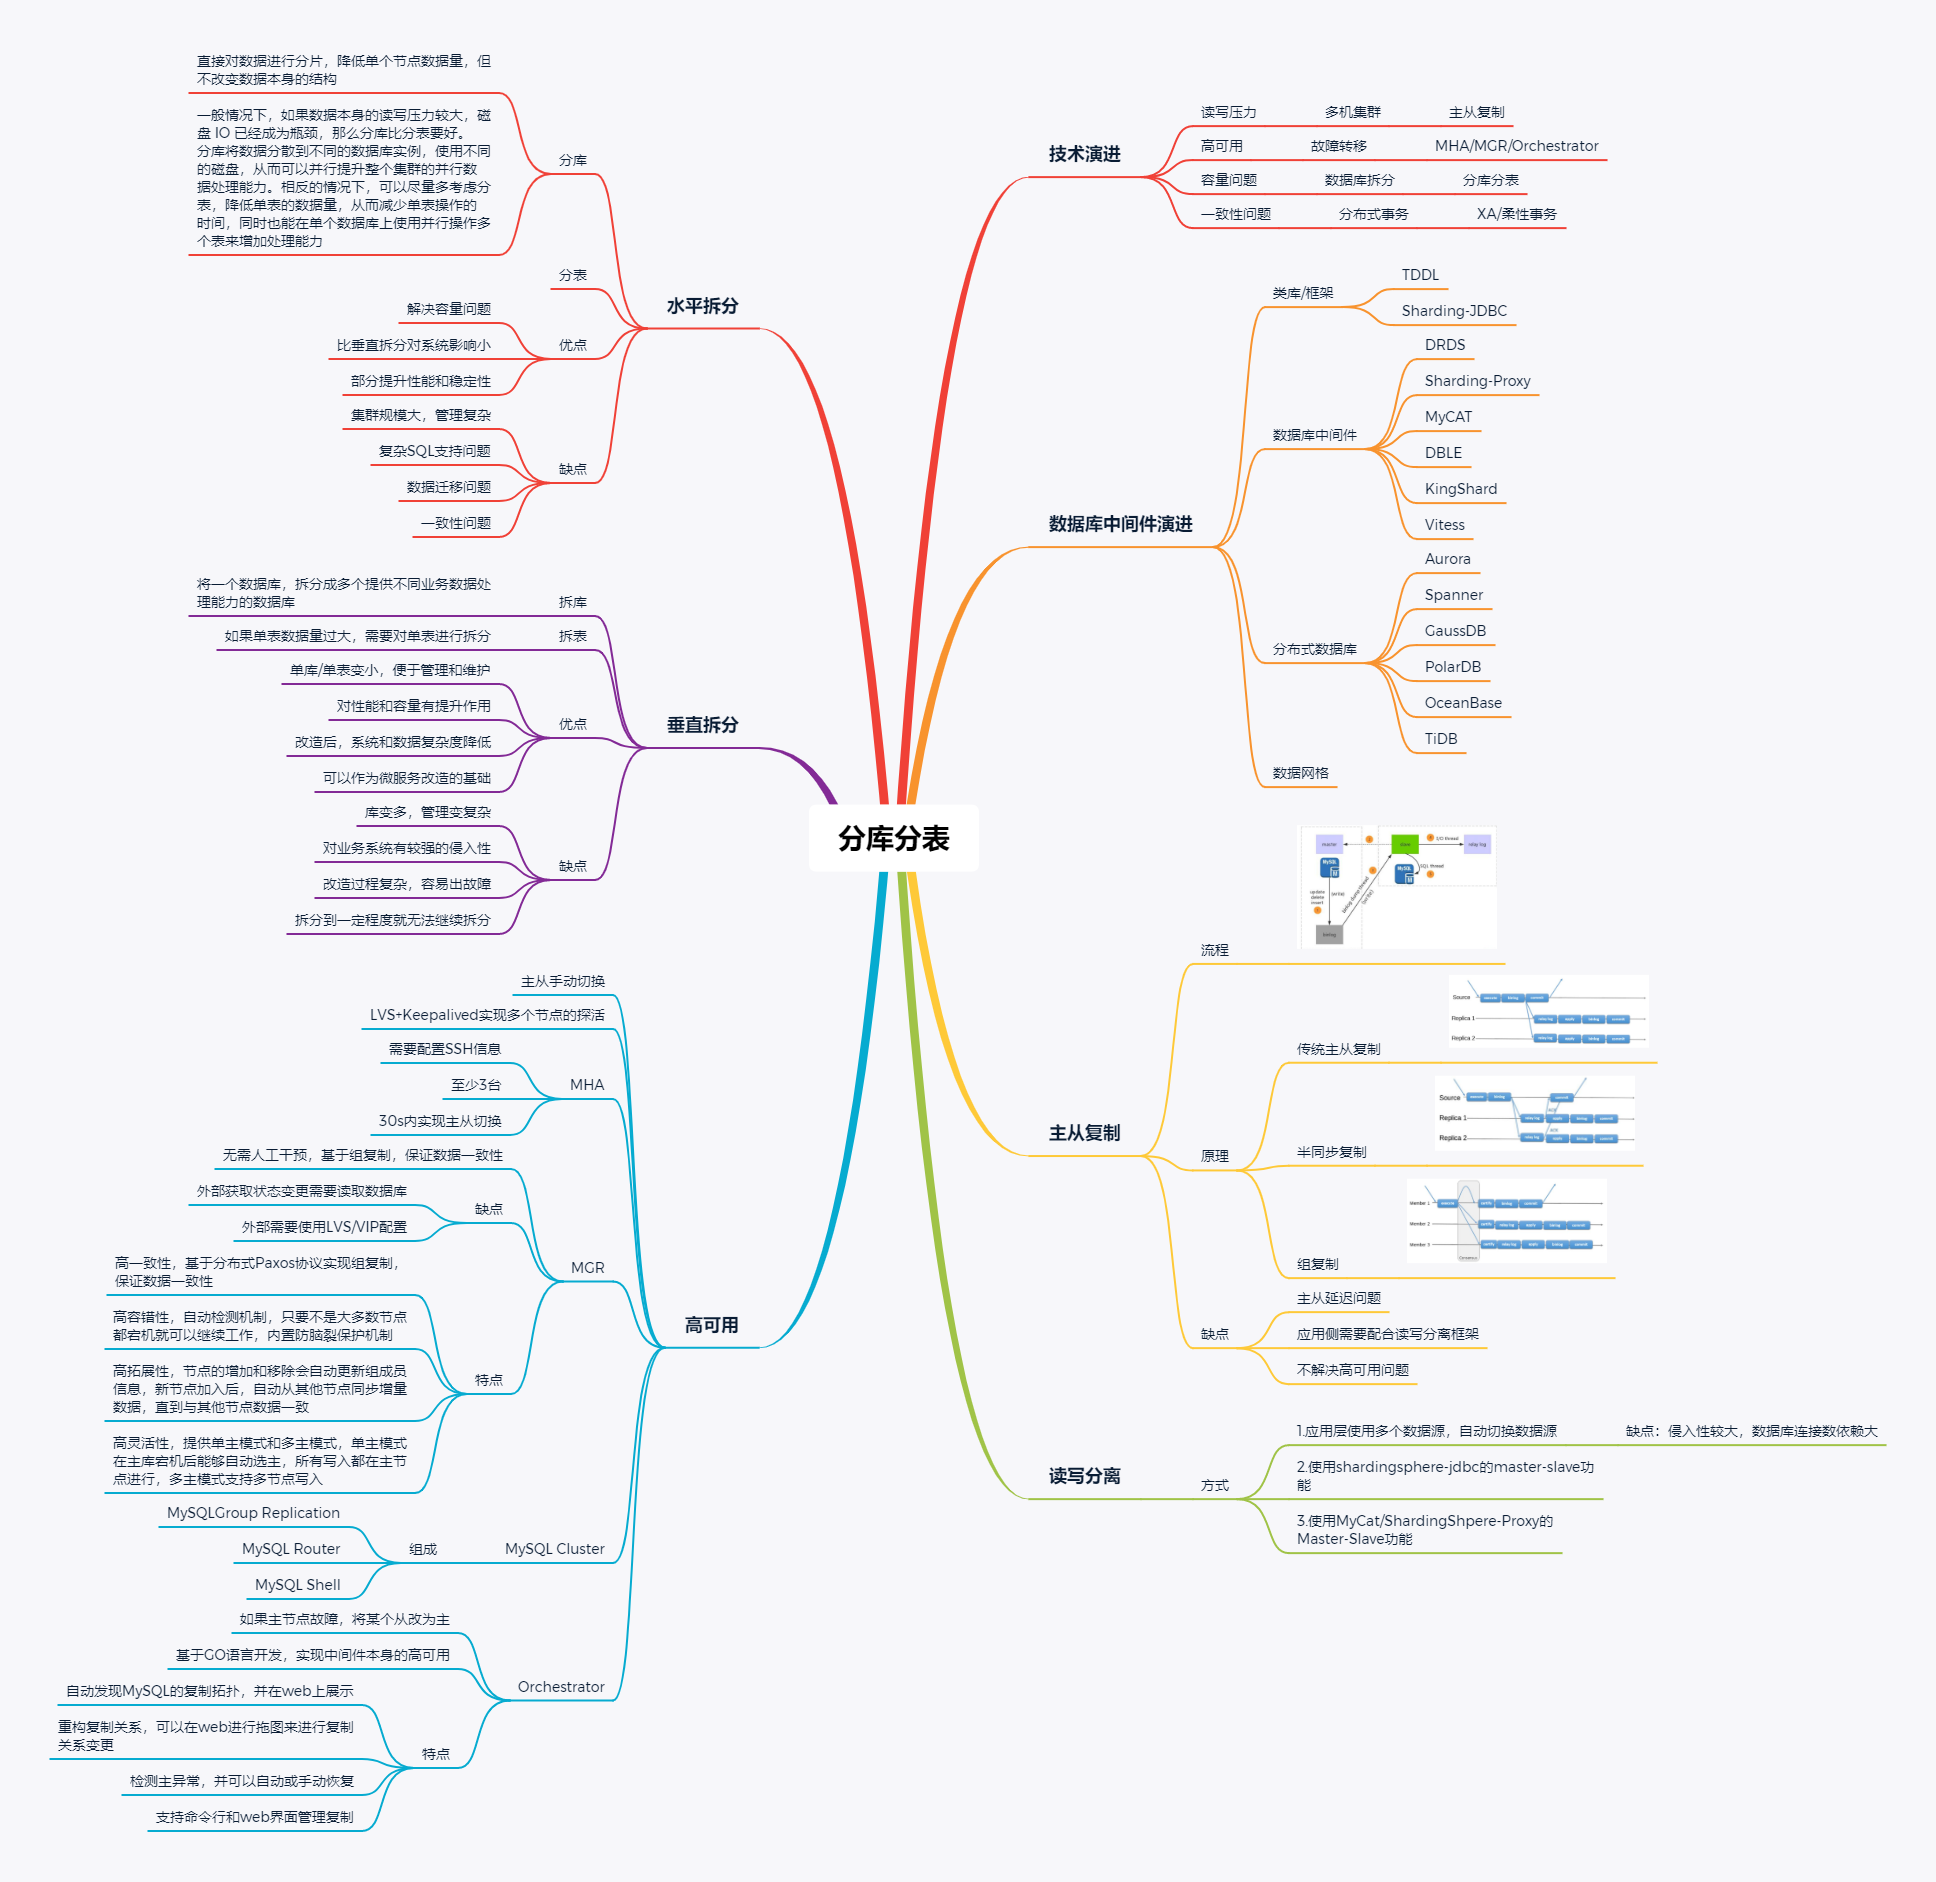 分库分表
技术演进
读写压力 多机集群 主从复制
高可用 故障转移 MHA/MGR/Orchestrator
容量问题 数据库拆分 分库分表
一致性问题 分布式事务 XA/柔性事务
数据库中间件演进
类库/框架
TDDL
Sharding-JDBC
数据库中间件
DRDS
Sharding-Proxy
MyCAT
DBLE
KingShard
Vitess
分布式数据库
Aurora
Spanner
GaussDB
PolarDB
OceanBase
TiDB
数据网格
主从复制
流程
master
slave
I/O thread
relay log
SQL thread
update
delete
insert
binlog
原理
传统主从复制
Source
Replica 1
Replica 2
半同步复制
Source
Replica 1
Replica 2
组复制
Member 1
Member 2
Member 3
缺点
主从延迟问题
应用侧需要配合读写分离框架
不解决高可用问题
读写分离
方式
1.应用层使用多个数据源，自动切换数据源 缺点：侵入性较大，数据库连接数依赖大
2.使用shardingsphere-jdbc的master-slave功
能
3.使用MyCat/ShardingShpere-Proxy的
Master-Slave功能
水平拆分
分库
直接对数据进行分片，降低单个节点数据量，但
不改变数据本身的结构
一般情况下，如果数据本身的读写压力较大，磁
盘 IO 已经成为瓶颈，那么分库比分表要好。
分库将数据分散到不同的数据库实例，使用不同
的磁盘，从而可以并行提升整个集群的并行数
据处理能力。相反的情况下，可以尽量多考虑分
表，降低单表的数据量，从而减少单表操作的
时间，同时也能在单个数据库上使用并行操作多
个表来增加处理能力
分表
优点
解决容量问题
比垂直拆分对系统影响小
部分提升性能和稳定性
缺点
集群规模大，管理复杂
复杂SQL支持问题
数据迁移问题
一致性问题
垂直拆分
拆库
将一个数据库，拆分成多个提供不同业务数据处
理能力的数据库
拆表
如果单表数据量过大，需要对单表进行拆分
优点
单库/单表变小，便于管理和维护
对性能和容量有提升作用
改造后，系统和数据复杂度降低
可以作为微服务改造的基础
缺点
库变多，管理变复杂
对业务系统有较强的侵入性
改造过程复杂，容易出故障
拆分到一定程度就无法继续拆分
高可用
主从手动切换
LVS+Keepalived实现多个节点的探活
MHA
需要配置SSH信息
至少3台
30s内实现主从切换
MGR
无需人工干预，基于组复制，保证数据一致性
缺点
外部获取状态变更需要读取数据库
外部需要使用LVS/VIP配置
特点
高一致性，基于分布式Paxos协议实现组复制，
保证数据一致性
高容错性，自动检测机制，只要不是大多数节点
都宕机就可以继续工作，内置防脑裂保护机制
高拓展性，节点的增加和移除会自动更新组成员
信息，新节点加入后，自动从其他节点同步增量
数据，直到与其他节点数据一致
高灵活性，提供单主模式和多主模式，单主模式
在主库宕机后能够自动选主，所有写入都在主节
点进行，多主模式支持多节点写入
MySQL Cluster
组成
MySQLGroup Replication
MySQL Router
MySQL Shell
Orchestrator
如果主节点故障，将某个从改为主
基于GO语言开发，实现中间件本身的高可用
特点
自动发现MySQL的复制拓扑，并在web上展示
重构复制关系，可以在web进行拖图来进行复制
关系变更
检测主异常，并可以自动或手动恢复
支持命令行和web界面管理复制